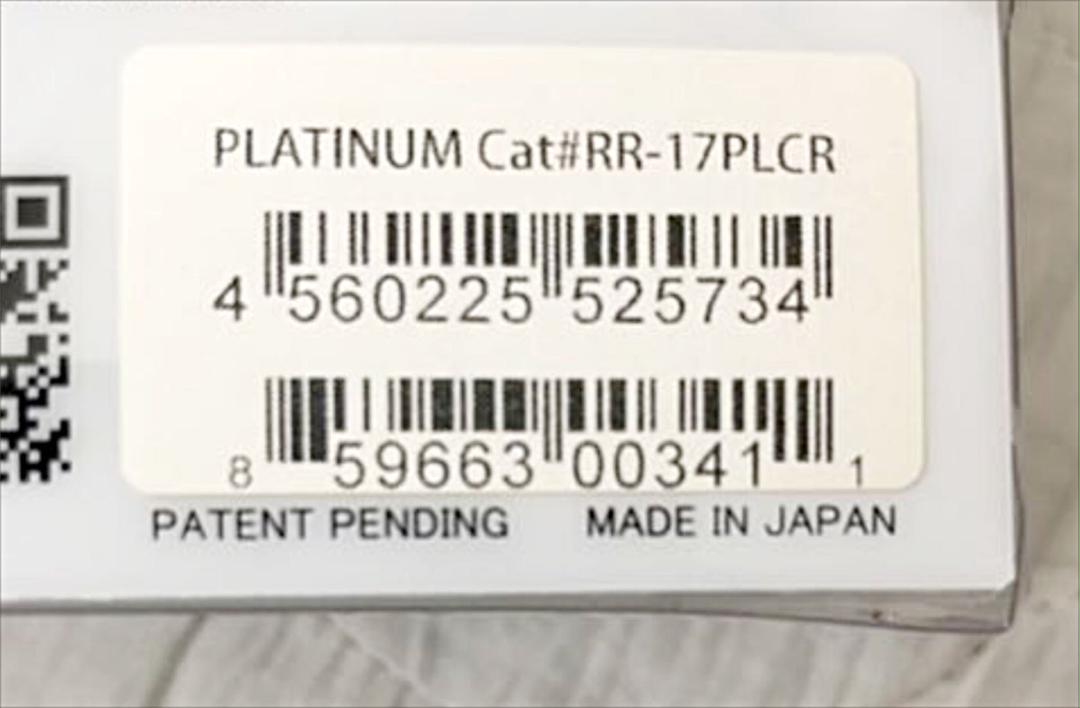 PLATINUM Cat#RR-17PLCR
4 560225 525734
8 59663 00341 1
PATENT PENDING MADE IN JAPAN